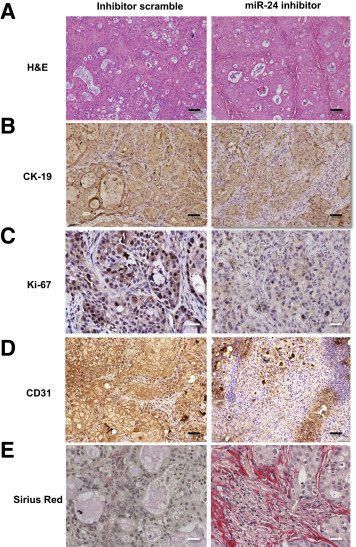 Inhibitor scramble miR-24 inhibitor
A
H&E
B
CK-19
C
Ki-67
D
CD31
E
Sirius Red